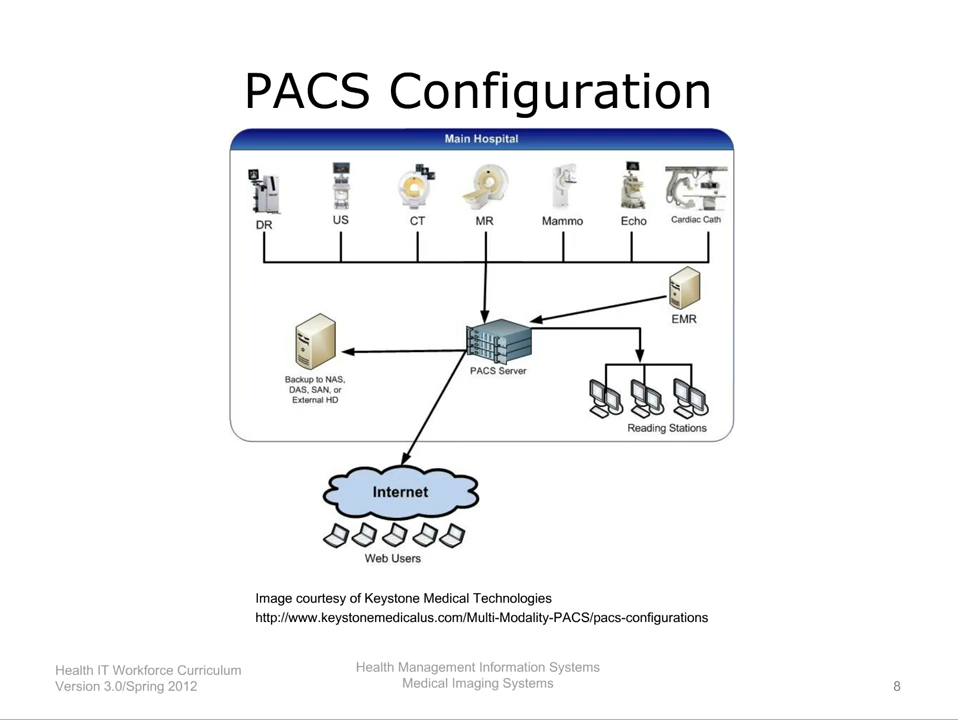 PACS Configuration
Main Hospital
DR
US
CT
MR
Mammo
Echo
Cardiac Cath
EMR
PACS Server
Backup to NAS,
DAS, SAN, or
External HD
Reading Stations
Internet
Web Users
Image courtesy of Keystone Medical Technologies
http://www.keystonemedicalus.com/Multi-Modality-PACS/pacs-configurations
Health IT Workforce Curriculum
Version 3.0/Spring 2012
Health Management Information Systems
Medical Imaging Systems
8